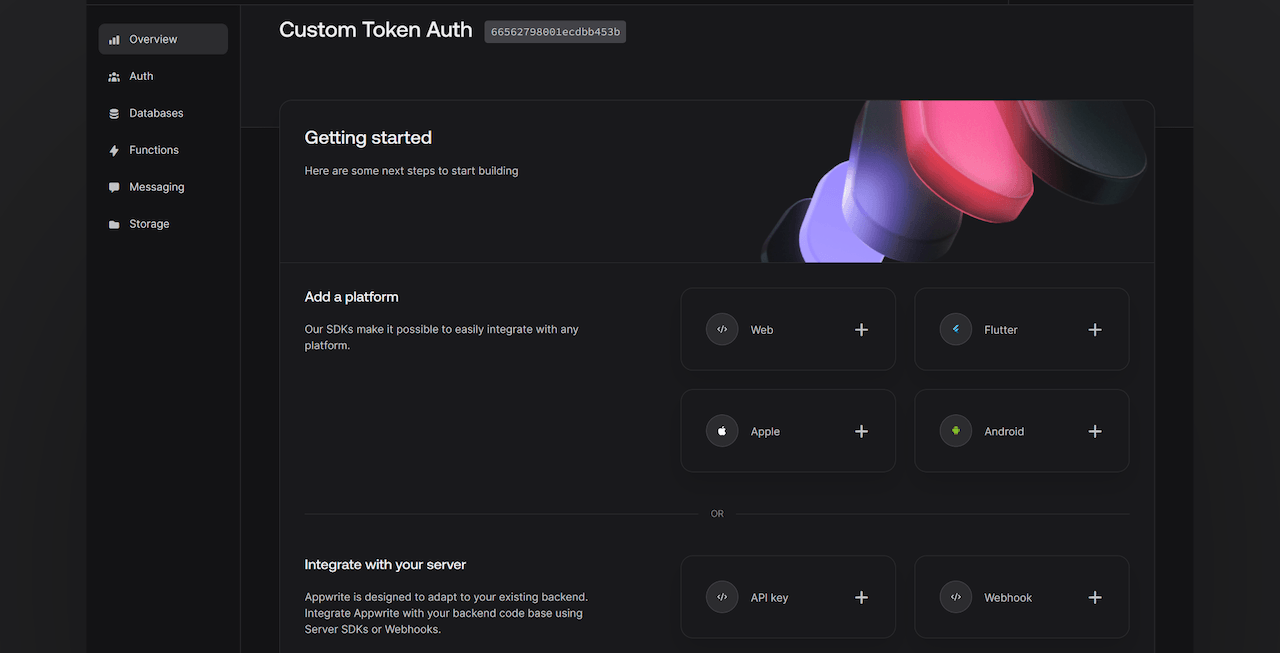 Overview
Auth
Databases
Functions
Messaging
Storage
Custom Token Auth
66562798001ecdbb453b
Getting started
Here are some next steps to start building
Add a platform
Our SDKs make it possible to easily integrate with any
platform.
Web
Flutter
Apple
Android
OR
Integrate with your server
Appwrite is designed to adapt to your existing backend.
Integrate Appwrite with your backend code base using
Server SDKs or Webhooks.
API key
Webhook